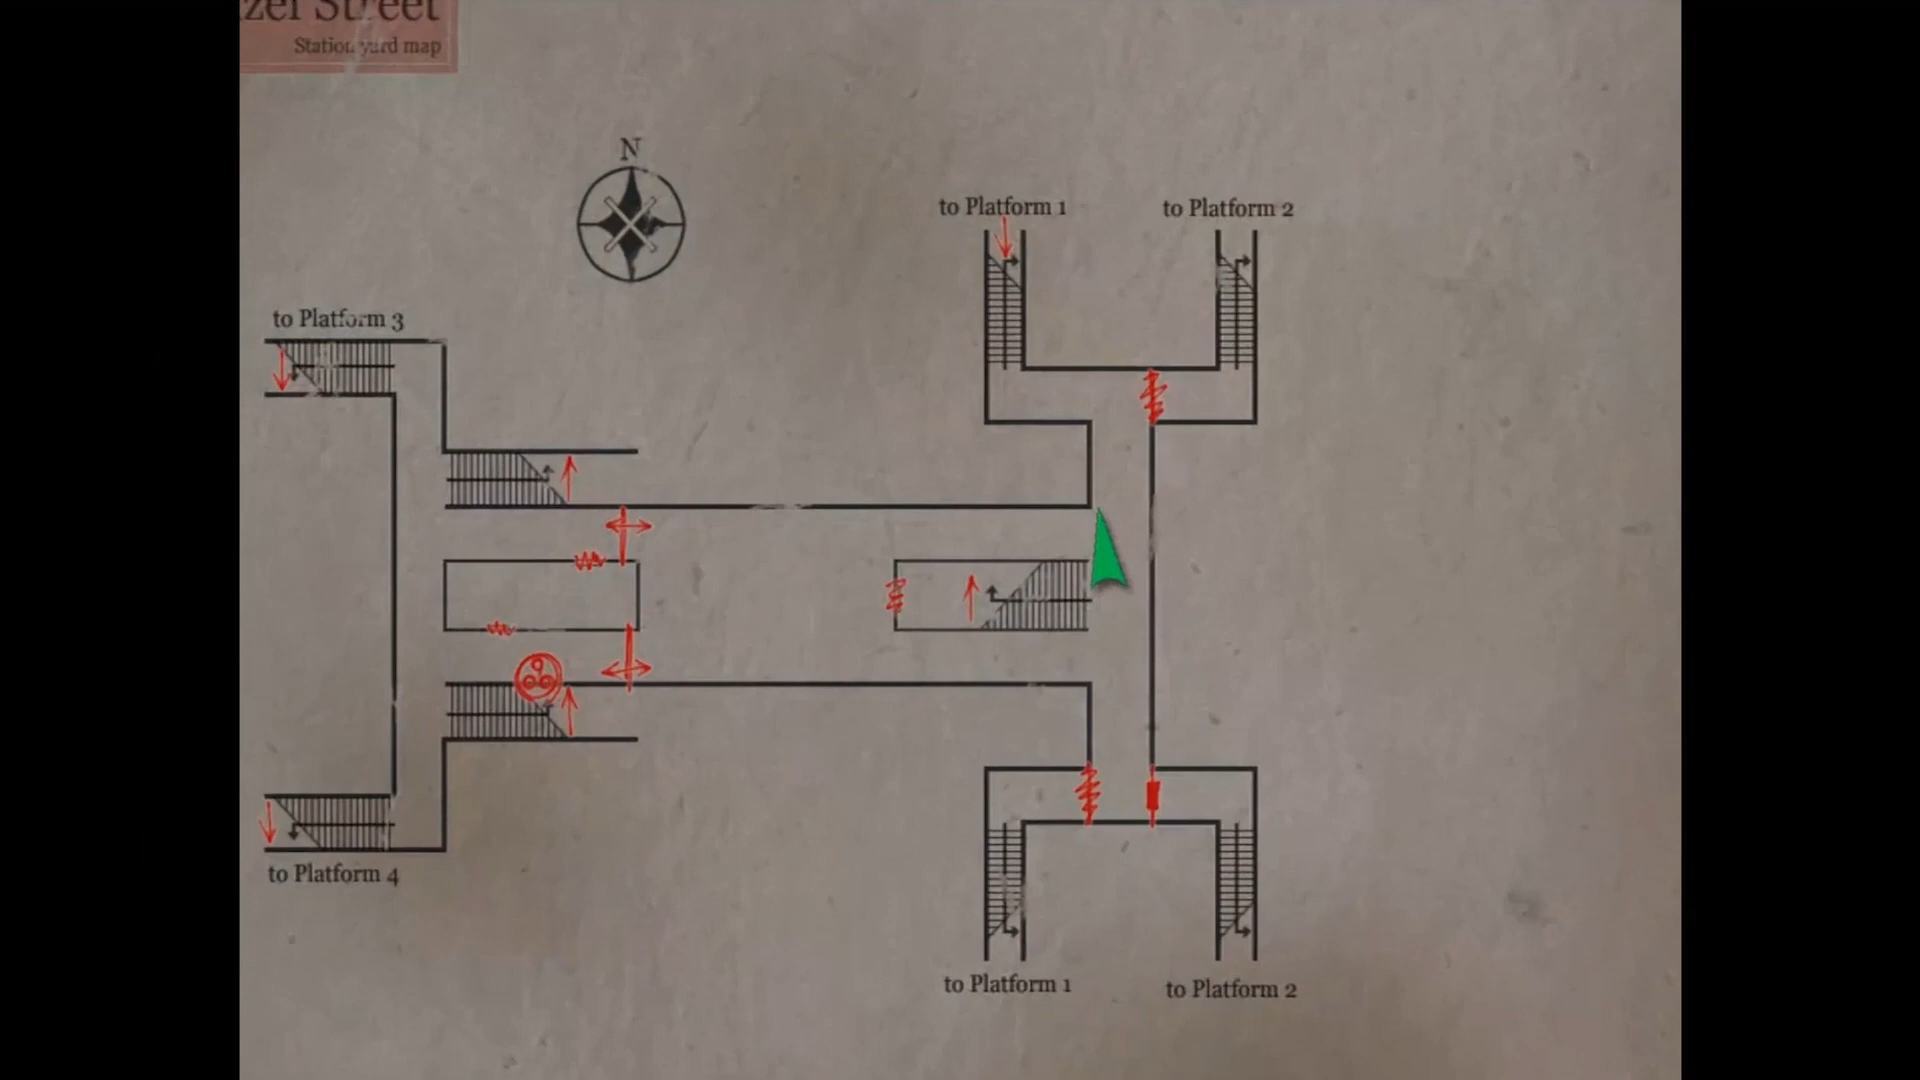 Street
Station yard map
N
to Platform 1
to Platform 2
to Platform 3
to Platform 4
to Platform 1
to Platform 2